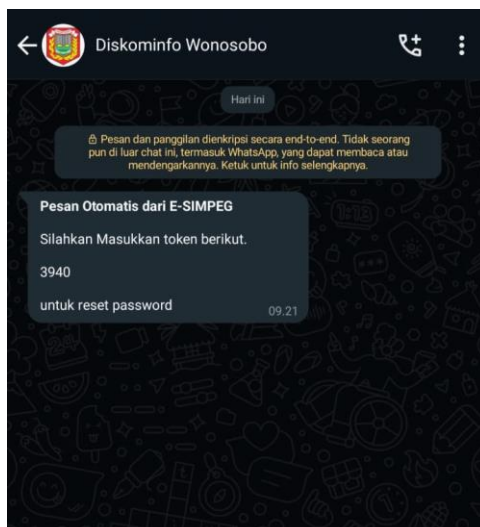 Diskominfo Wonosobo
Hari ini
Pesan dan panggilan dienkripsi secara end-to-end. Tidak seorang
pun di luar chat ini, termasuk WhatsApp, yang dapat membaca atau
mendengarkannya. Ketuk untuk info selengkapnya.
Pesan Otomatis dari E-SIMPEG
Silahkan Masukkan token berikut.
3940
untuk reset password
09.21